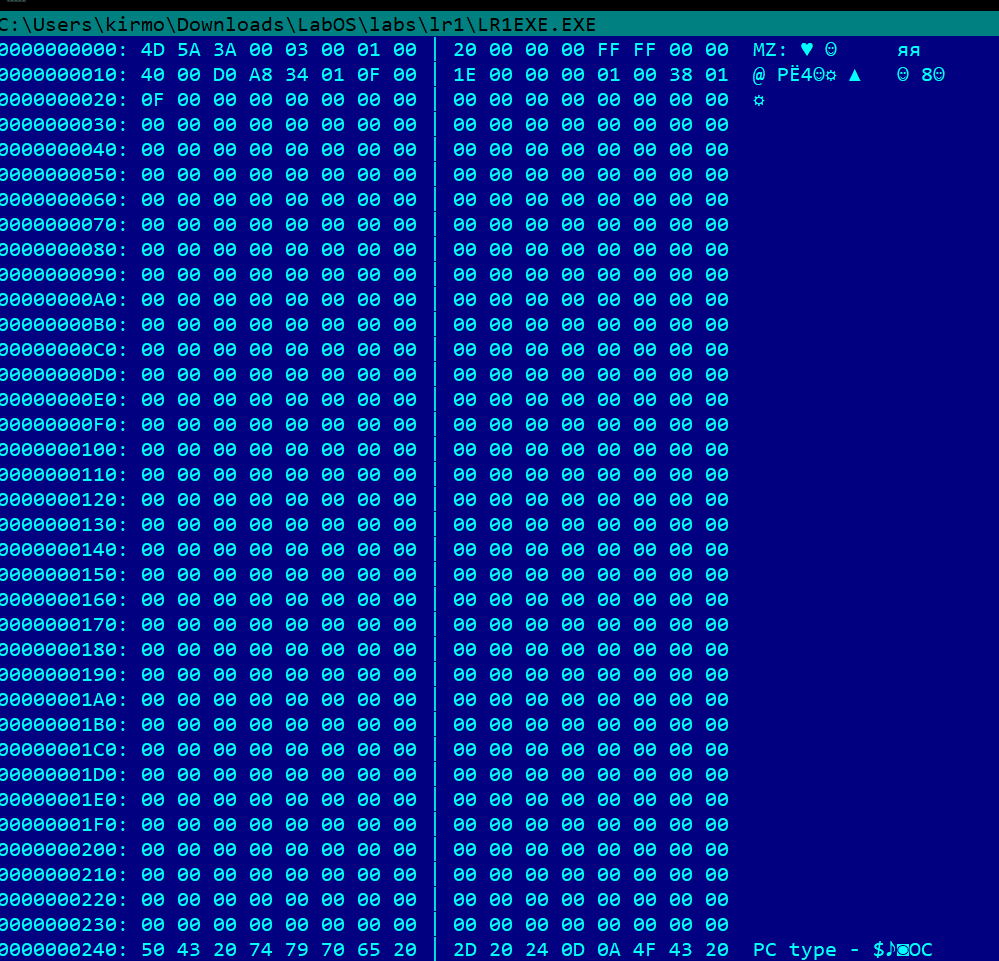 C:\Users\kirmo\Downloads\LabOS\labs\lr1\LR1EXE.EXE
0000000000: 4D 5A 3A 00 03 00 01 00 | 20 00 00 00 FF FF 00 00 MZ: ♥ ☺ яя
0000000010: 40 00 D0 A8 34 01 0F 00 | 1E 00 00 00 01 00 38 01 @ РЁ4☺☼ ▲ ☺ 8☺
0000000020: 0F 00 00 00 00 00 00 00 | 00 00 00 00 00 00 00 00 ☼
0000000030: 00 00 00 00 00 00 00 00 | 00 00 00 00 00 00 00 00
0000000040: 00 00 00 00 00 00 00 00 | 00 00 00 00 00 00 00 00
0000000050: 00 00 00 00 00 00 00 00 | 00 00 00 00 00 00 00 00
0000000060: 00 00 00 00 00 00 00 00 | 00 00 00 00 00 00 00 00
0000000070: 00 00 00 00 00 00 00 00 | 00 00 00 00 00 00 00 00
0000000080: 00 00 00 00 00 00 00 00 | 00 00 00 00 00 00 00 00
0000000090: 00 00 00 00 00 00 00 00 | 00 00 00 00 00 00 00 00
00000000A0: 00 00 00 00 00 00 00 00 | 00 00 00 00 00 00 00 00
00000000B0: 00 00 00 00 00 00 00 00 | 00 00 00 00 00 00 00 00
00000000C0: 00 00 00 00 00 00 00 00 | 00 00 00 00 00 00 00 00
00000000D0: 00 00 00 00 00 00 00 00 | 00 00 00 00 00 00 00 00
00000000E0: 00 00 00 00 00 00 00 00 | 00 00 00 00 00 00 00 00
00000000F0: 00 00 00 00 00 00 00 00 | 00 00 00 00 00 00 00 00
0000000100: 00 00 00 00 00 00 00 00 | 00 00 00 00 00 00 00 00
0000000110: 00 00 00 00 00 00 00 00 | 00 00 00 00 00 00 00 00
0000000120: 00 00 00 00 00 00 00 00 | 00 00 00 00 00 00 00 00
0000000130: 00 00 00 00 00 00 00 00 | 00 00 00 00 00 00 00 00
0000000140: 00 00 00 00 00 00 00 00 | 00 00 00 00 00 00 00 00
0000000150: 00 00 00 00 00 00 00 00 | 00 00 00 00 00 00 00 00
0000000160: 00 00 00 00 00 00 00 00 | 00 00 00 00 00 00 00 00
0000000170: 00 00 00 00 00 00 00 00 | 00 00 00 00 00 00 00 00
0000000180: 00 00 00 00 00 00 00 00 | 00 00 00 00 00 00 00 00
0000000190: 00 00 00 00 00 00 00 00 | 00 00 00 00 00 00 00 00
00000001A0: 00 00 00 00 00 00 00 00 | 00 00 00 00 00 00 00 00
00000001B0: 00 00 00 00 00 00 00 00 | 00 00 00 00 00 00 00 00
00000001C0: 00 00 00 00 00 00 00 00 | 00 00 00 00 00 00 00 00
00000001D0: 00 00 00 00 00 00 00 00 | 00 00 00 00 00 00 00 00
00000001E0: 00 00 00 00 00 00 00 00 | 00 00 00 00 00 00 00 00
00000001F0: 00 00 00 00 00 00 00 00 | 00 00 00 00 00 00 00 00
0000000200: 00 00 00 00 00 00 00 00 | 00 00 00 00 00 00 00 00
0000000210: 00 00 00 00 00 00 00 00 | 00 00 00 00 00 00 00 00
0000000220: 00 00 00 00 00 00 00 00 | 00 00 00 00 00 00 00 00
0000000230: 00 00 00 00 00 00 00 00 | 00 00 00 00 00 00 00 00
0000000240: 50 43 20 74 79 70 65 20 | 2D 20 24 0D 0A 4F 43 20 PC type - $♪◙OC